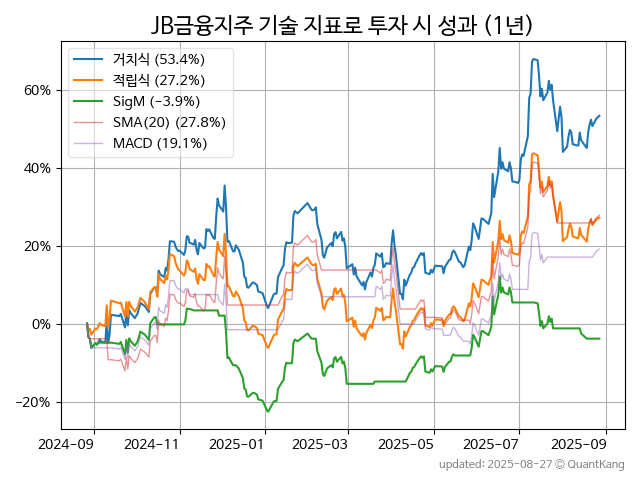 JB금융지주 기술 지표로 투자 시 성과 (1년)
거치식 (53.4%)
적립식 (27.2%)
SigM (−3.9%)
SMA(20) (27.8%)
MACD (19.1%)
60%
40%
20%
0%
−20%
2024-09 2024-11 2025-01 2025-03 2025-05 2025-07 2025-09
updated: 2025-08-27 © QuantKang